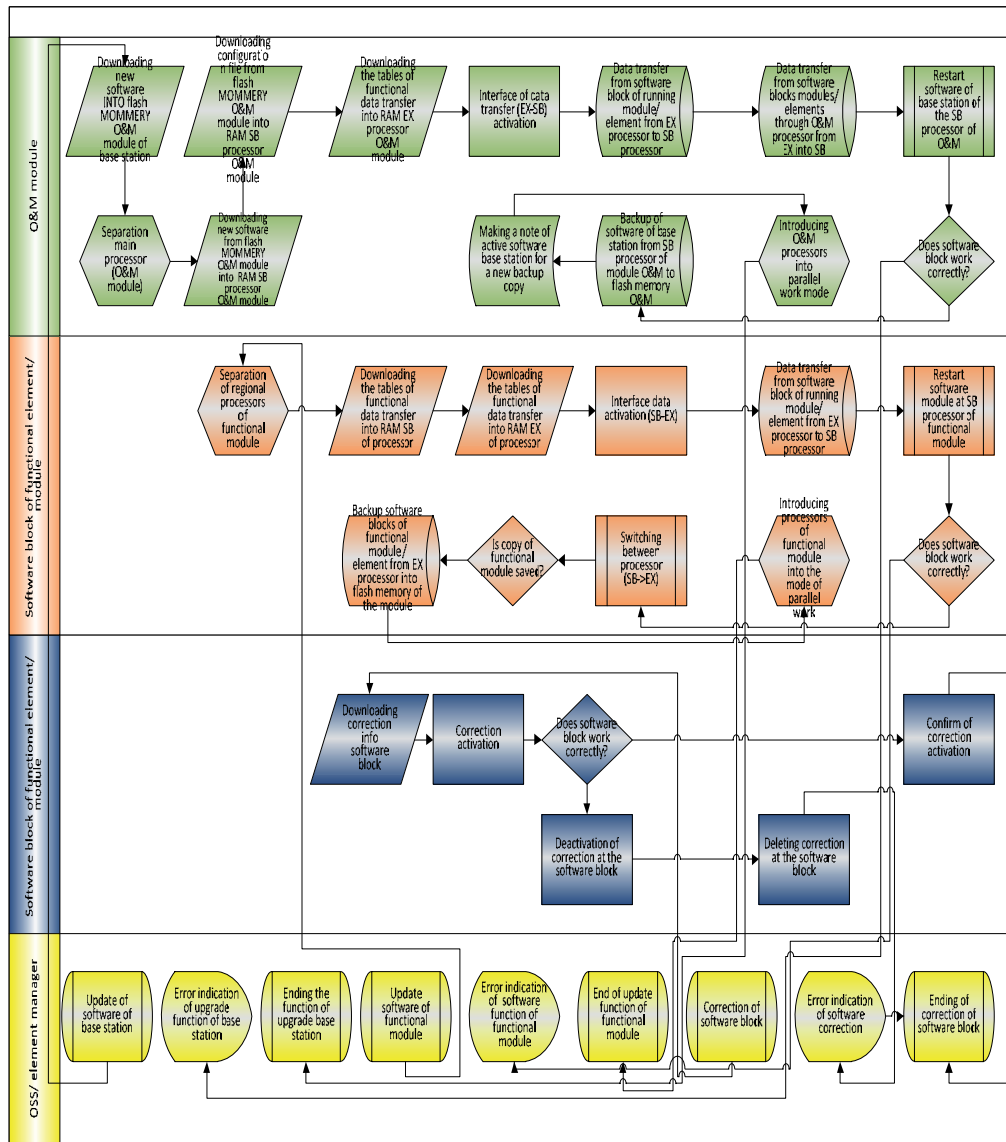 O&M module
Downloading
new
software
INTO flash
MOMMERY
O&M
module of
base station
Downloading
configuratio
n file from
flash
MOMMERY
O&M
module into
RAM SB
processor
O&M
module
Downloading
the tables of
functional
data transfer
into RAM EX
processor
O&M module
Interface of cata
transfer (EX-SB)
activation
Data transfer
from software
block of running
module/
element from EX
processor to SB
processor
Data transfer
from software
blocks modules/
elements
through O&M
processor from
EX into SB
Restart
software of
base station of
the SB
processor of
O&M
Separation
main
processor
(O&M
module)
Downloading
new software
from flash
MOMMERY
O&M module
into RAM SB
processor
O&M module
Making a note
of active software
base station for
a new backup
copy
Backup of
software of base
station from SB
processor of
module O&M to
flash memory
O&M
Introducing
O&M
processors
into parallel
work mode
Does software
block work
correctly?
Software block of functional element/
module
Separation
of regional
processors of
functional
module
Downloading
the tables of
functional
data transfer
into RAM SB
of processor
Downloading
the tables of
functional
data transfer
into RAM EX
of processor
Interface data
activation (SB-EX)
Data transfer
from software
block of running
module/
element from EX
processor to SB
processor
Restart
software
module at SB
processor of
functional
module
Backup software
blocks of
functional
module/
element from EX
processor into
flash memory of
the module
Is copy of
functional
module saved?
Switching
between
processor
(SB->EX)
Introducing
processors
of
functional
module
into the
mode of
parallel
work
Does software
block work
correctly?
Software block of functional element/
module
Downloading
correction
info
software
block
Correction
activation
Does software
block work
correctly?
Confirm of
correction
activation
Deactivation of
correction at the
software block
Deleting correction
at the software
block
OSS/ element manager
Update of
software of
base station
Error indication
of upgrade
function of base
station
Ending the
function of
upgrade base
station
Update
software of
functional
module
Error indication
of software
function of
functional
module
End of update
function of
functional
module
Correction of
software block
Error indication
of software
correction
Ending of
correction of
software block